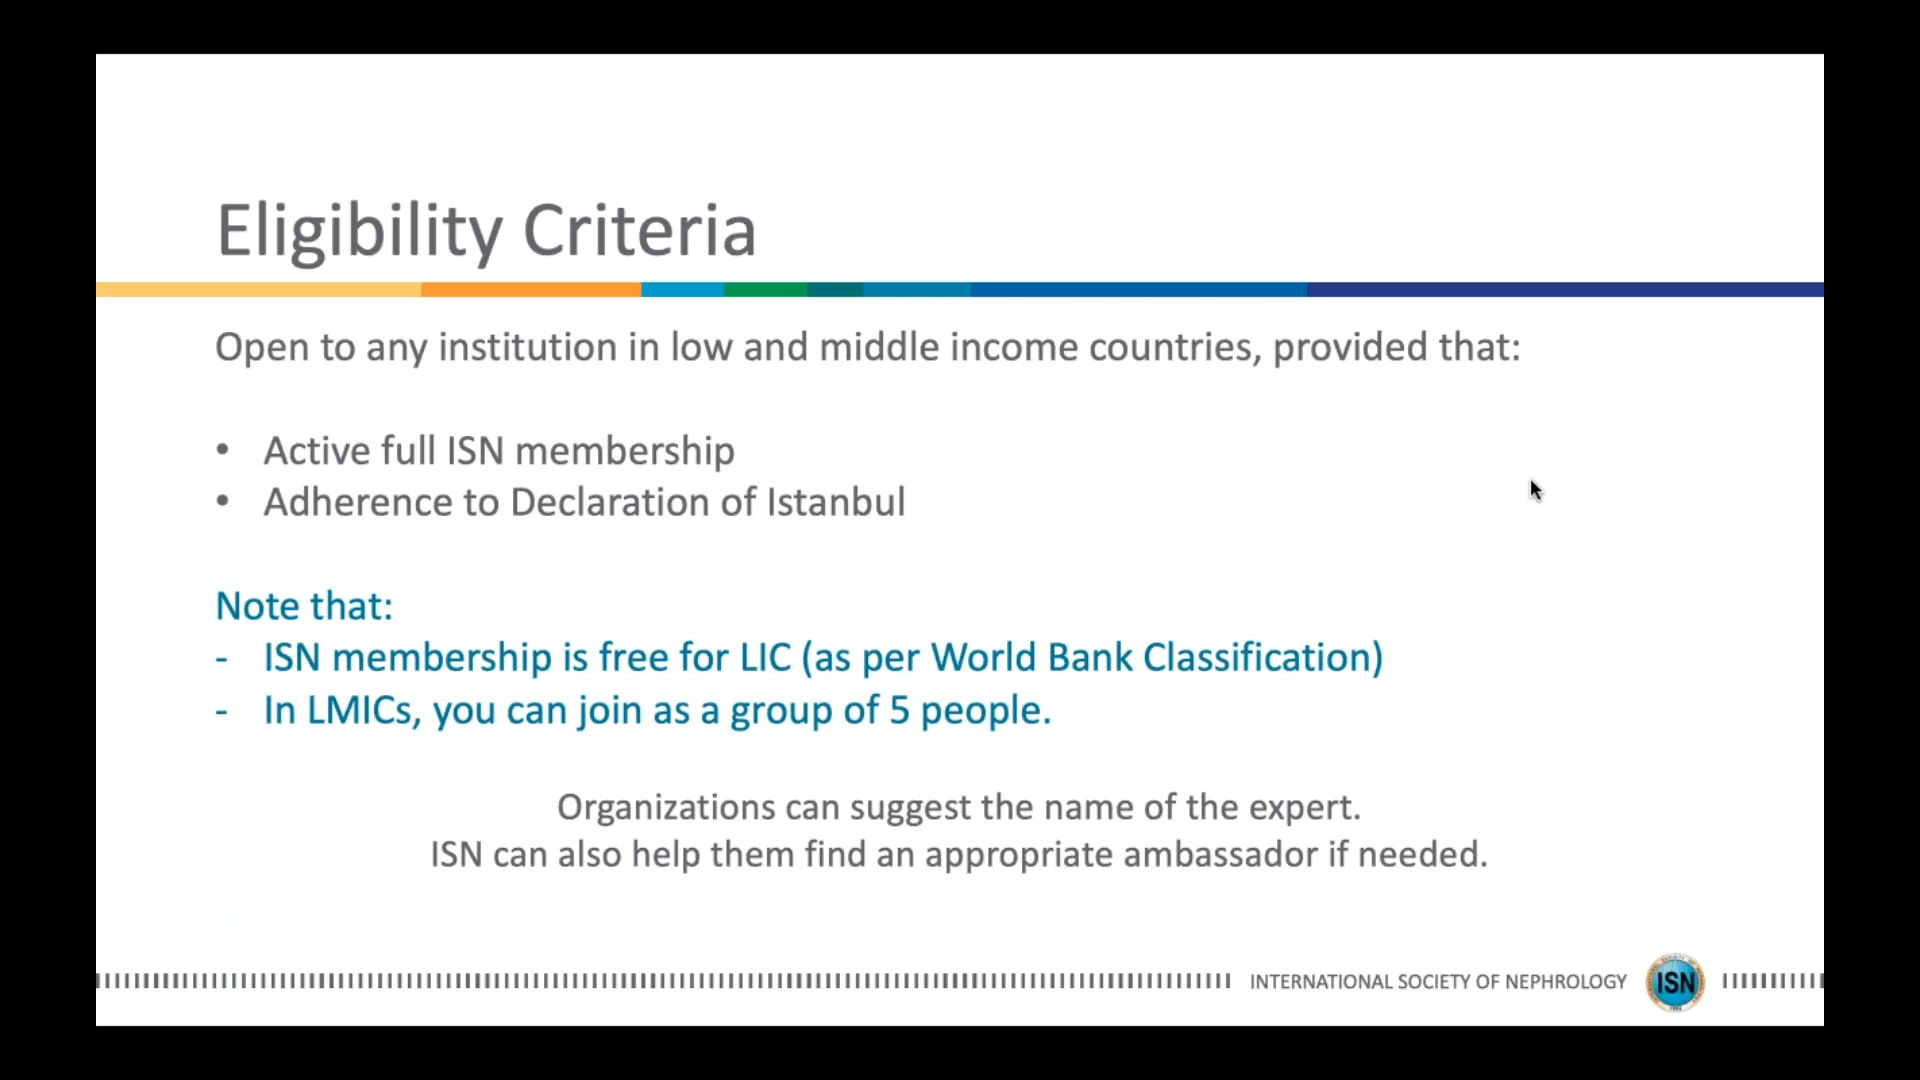 Eligibility Criteria
Open to any institution in low and middle income countries, provided that:
• Active full ISN membership
• Adherence to Declaration of Istanbul
Note that:
- ISN membership is free for LIC (as per World Bank Classification)
- In LMICs, you can join as a group of 5 people.
Organizations can suggest the name of the expert.
ISN can also help them find an appropriate ambassador if needed.
INTERNATIONAL SOCIETY OF NEPHROLOGY
ISN